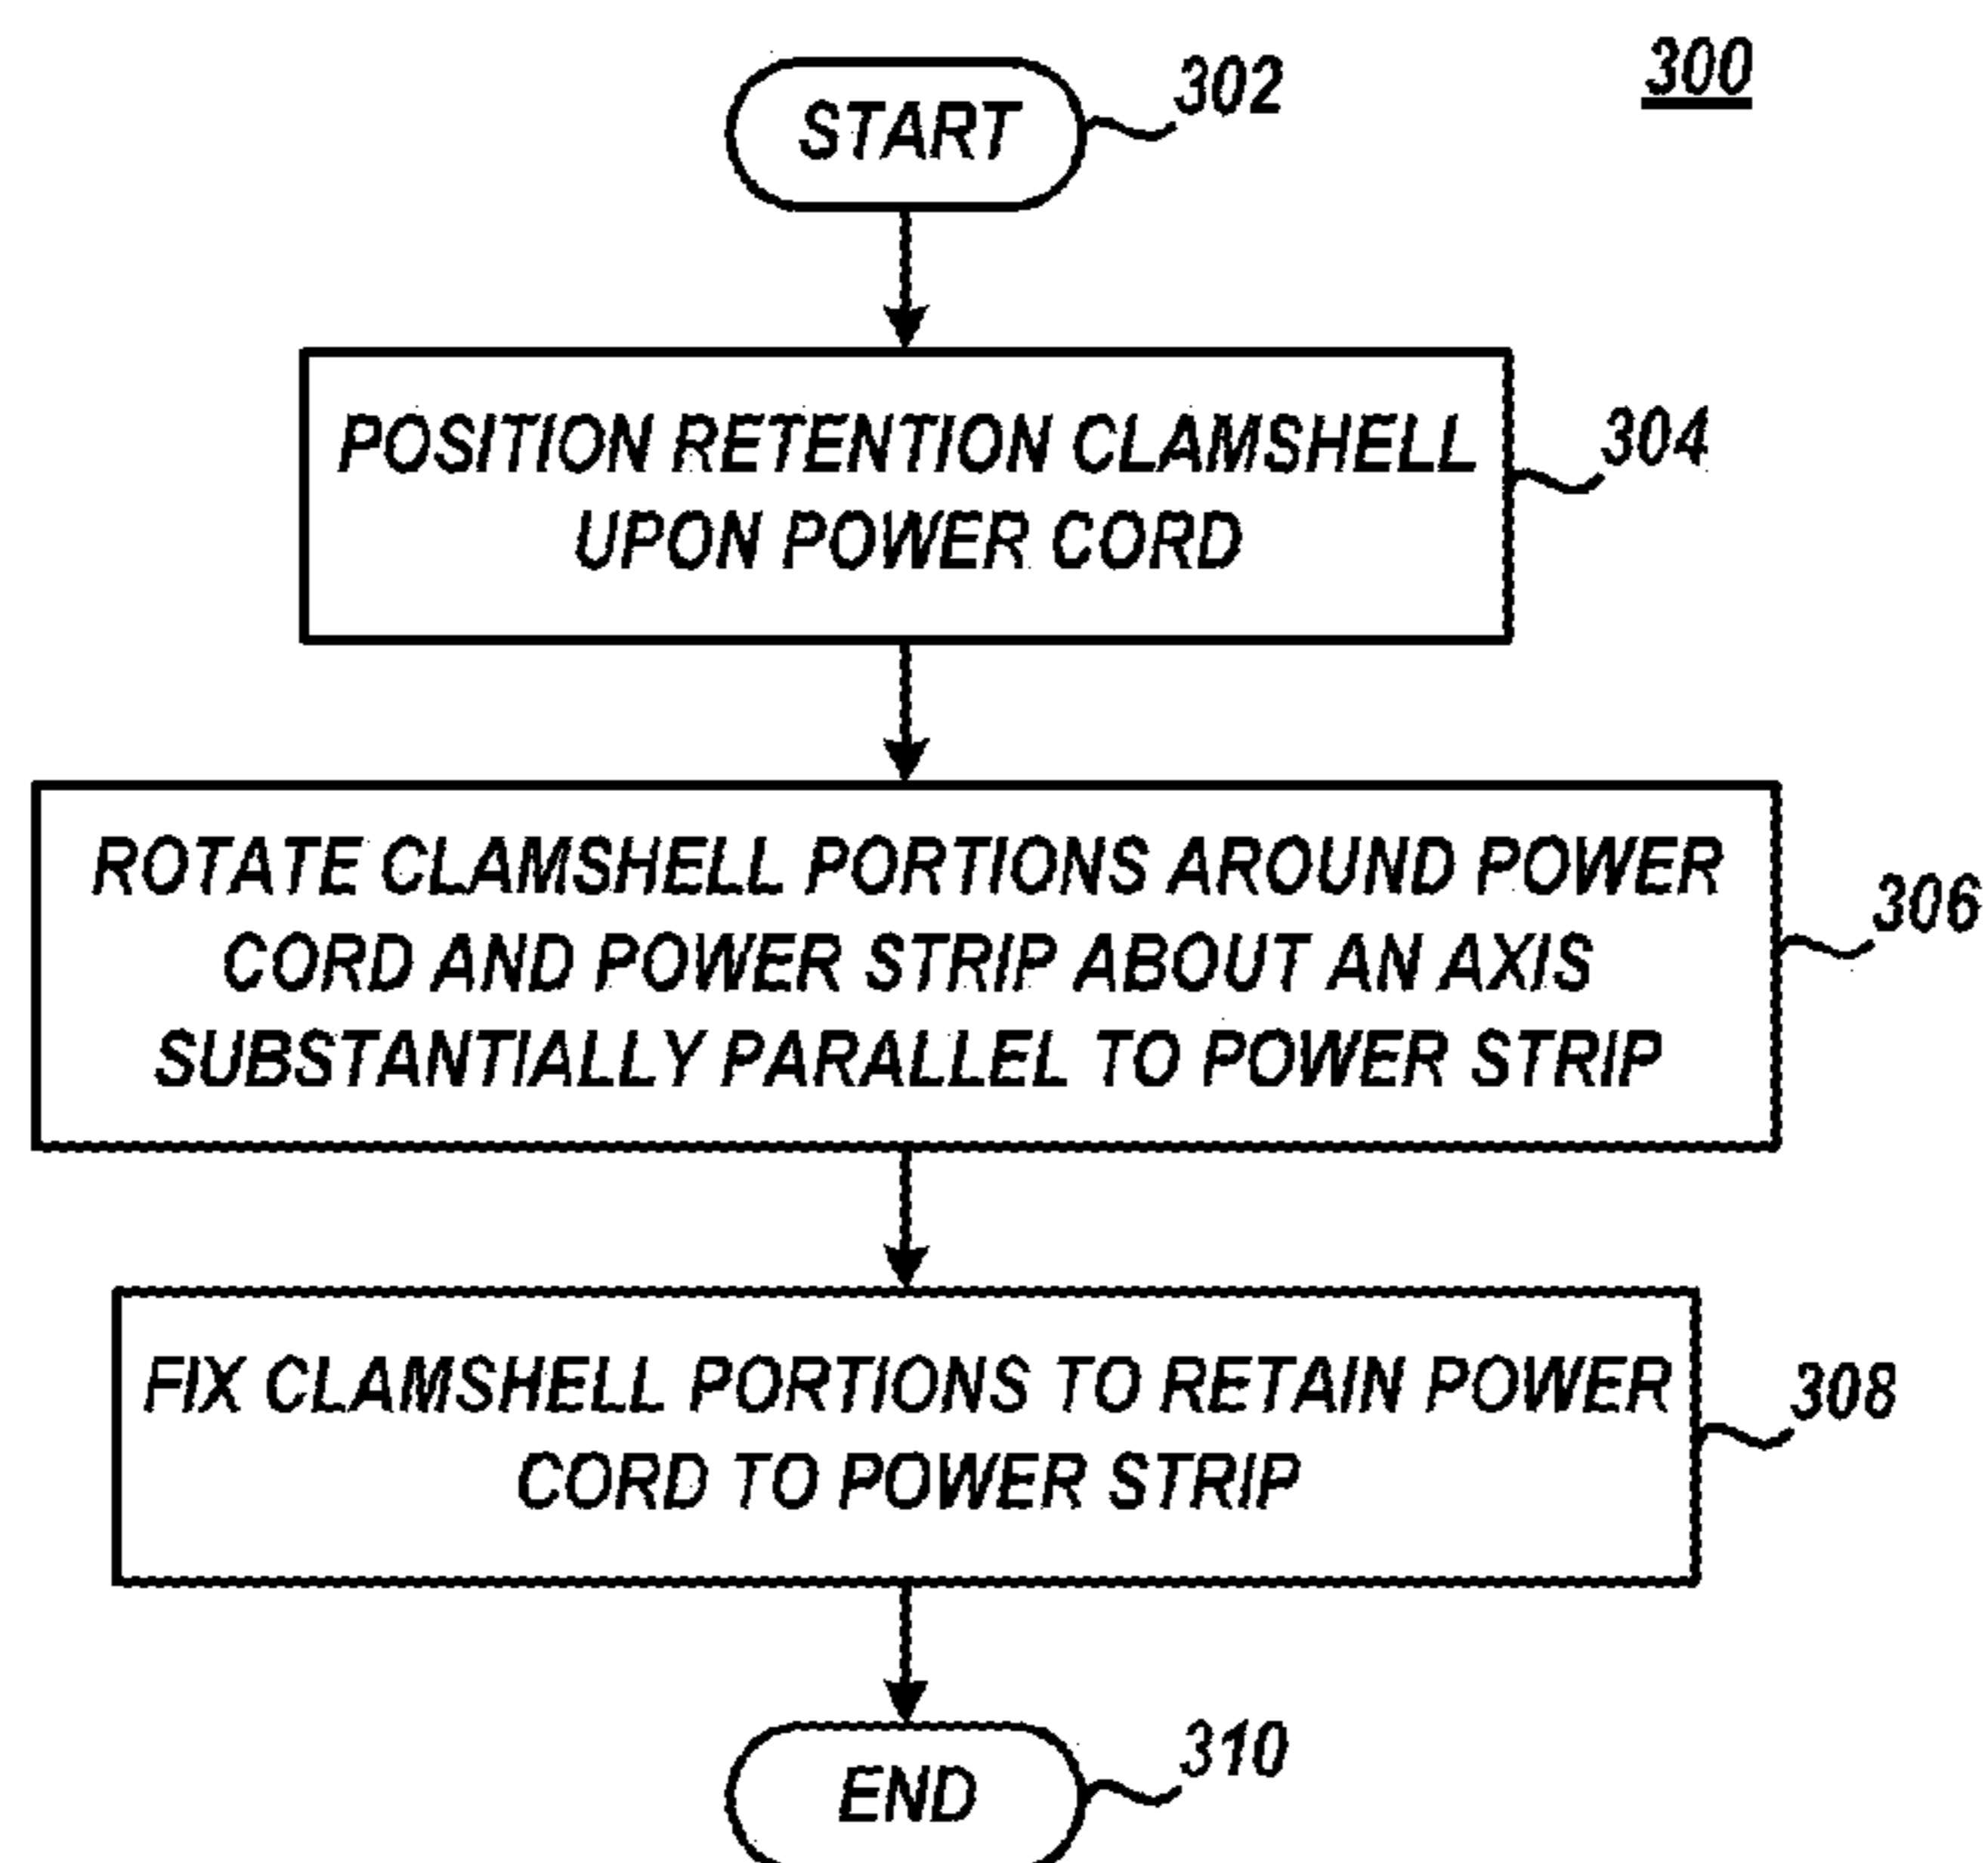 300
START
302
POSITION RETENTION CLAMSHELL
UPON POWER CORD
304
ROTATE CLAMSHELL PORTIONS AROUND POWER
CORD AND POWER STRIP ABOUT AN AXIS
SUBSTANTIALLY PARALLEL TO POWER STRIP
306
FIX CLAMSHELL PORTIONS TO RETAIN POWER
CORD TO POWER STRIP
308
END
310